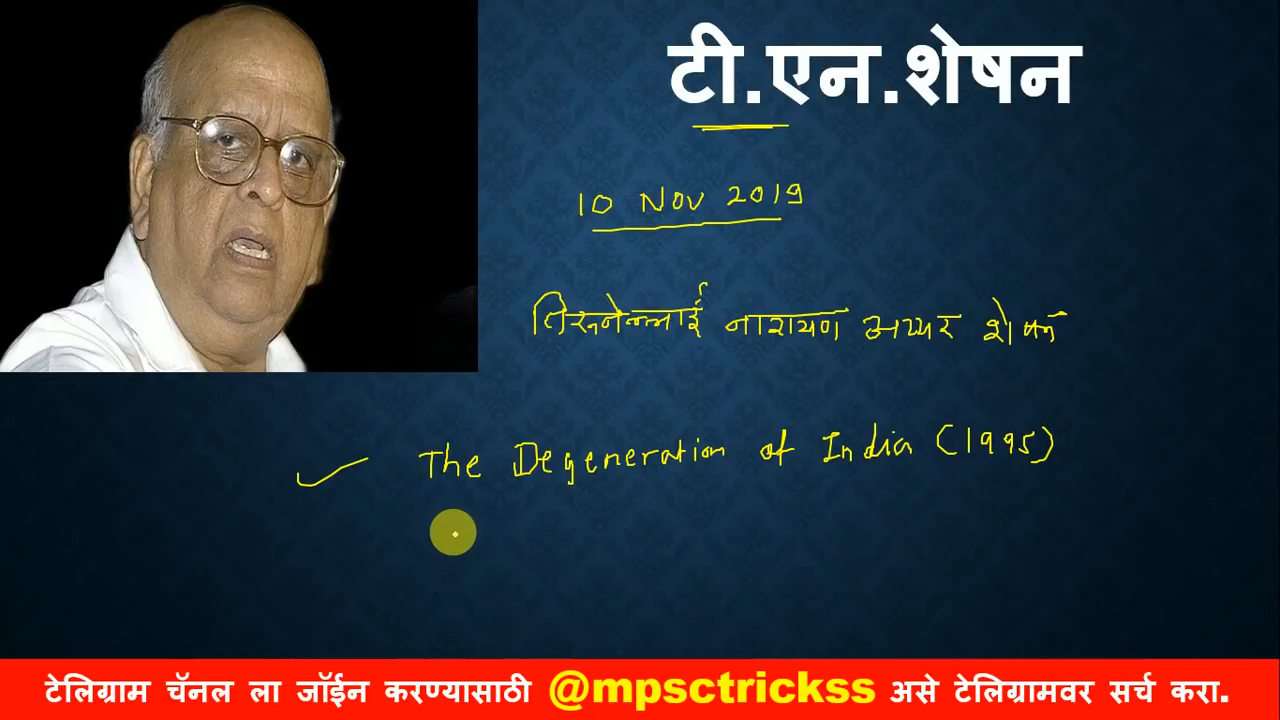 टी.एन.शेषन
10 Nov 2019
तिरुनेल्लाई नारायण अय्यर शेषन
The Degeneration of India (1995)
टेलिग्राम चॅनल ला जॉईन करण्यासाठी @mpsctrickss असे टेलिग्रामवर सर्च करा.